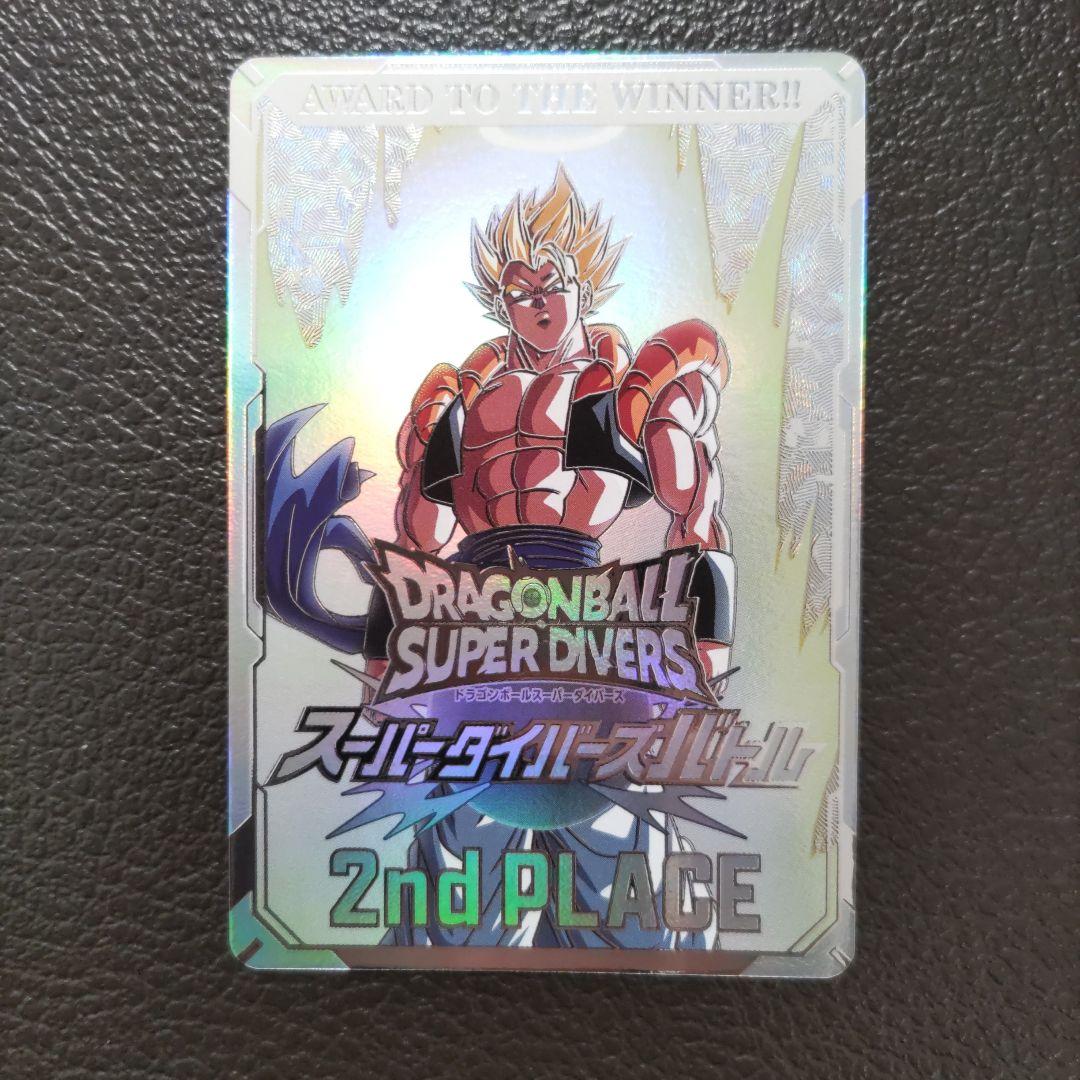 AWARD TO THE WINNER!!
DRAGONBALL
SUPER DIVERS
ドラゴンボールスーパーダイバーズ
スーパーダイバーズバトル
2nd PLACE